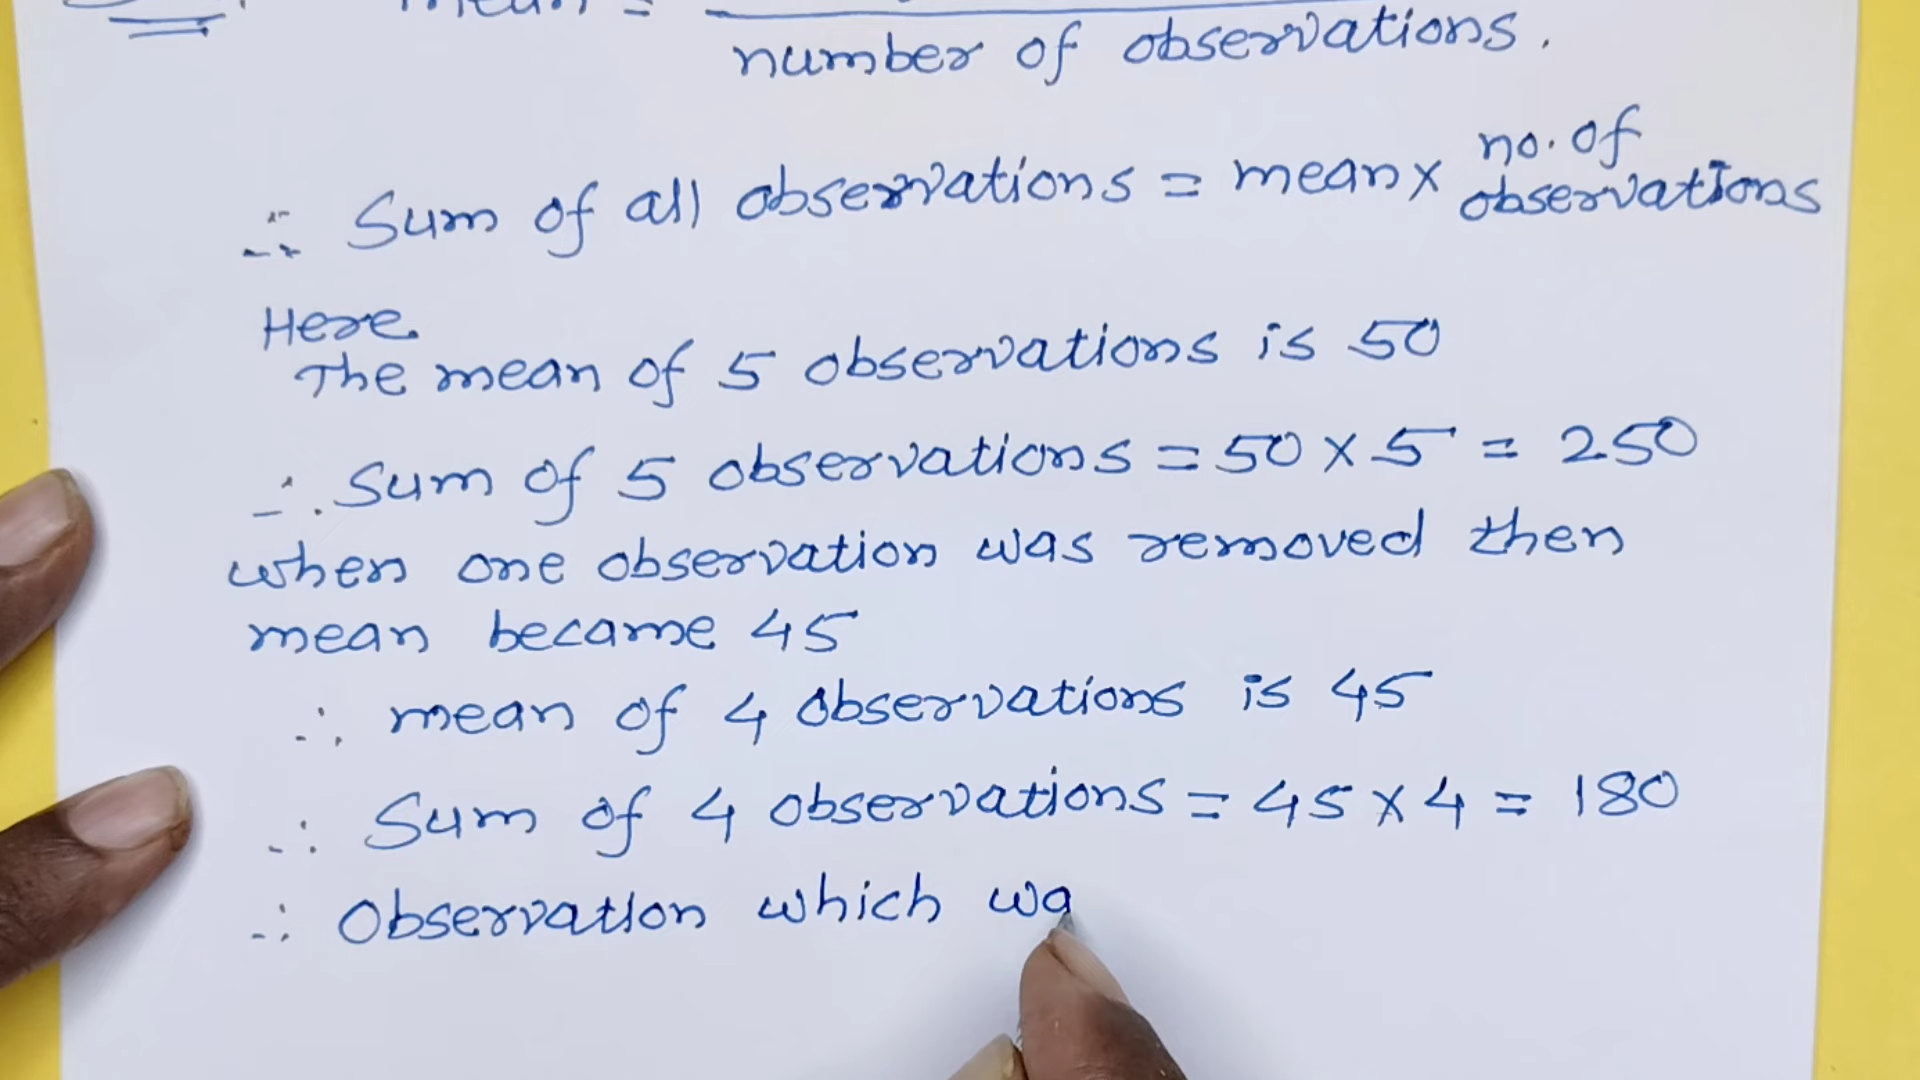 mean =
number of observations.
∴ Sum of all observations = mean × no. of observations
Here
The mean of 5 observations is 50
∴ Sum of 5 observations = 50 × 5 = 250
when one observation was removed then
mean became 45
∴ mean of 4 observations is 45
∴ Sum of 4 observations = 45 × 4 = 180
∴ Observation which wa